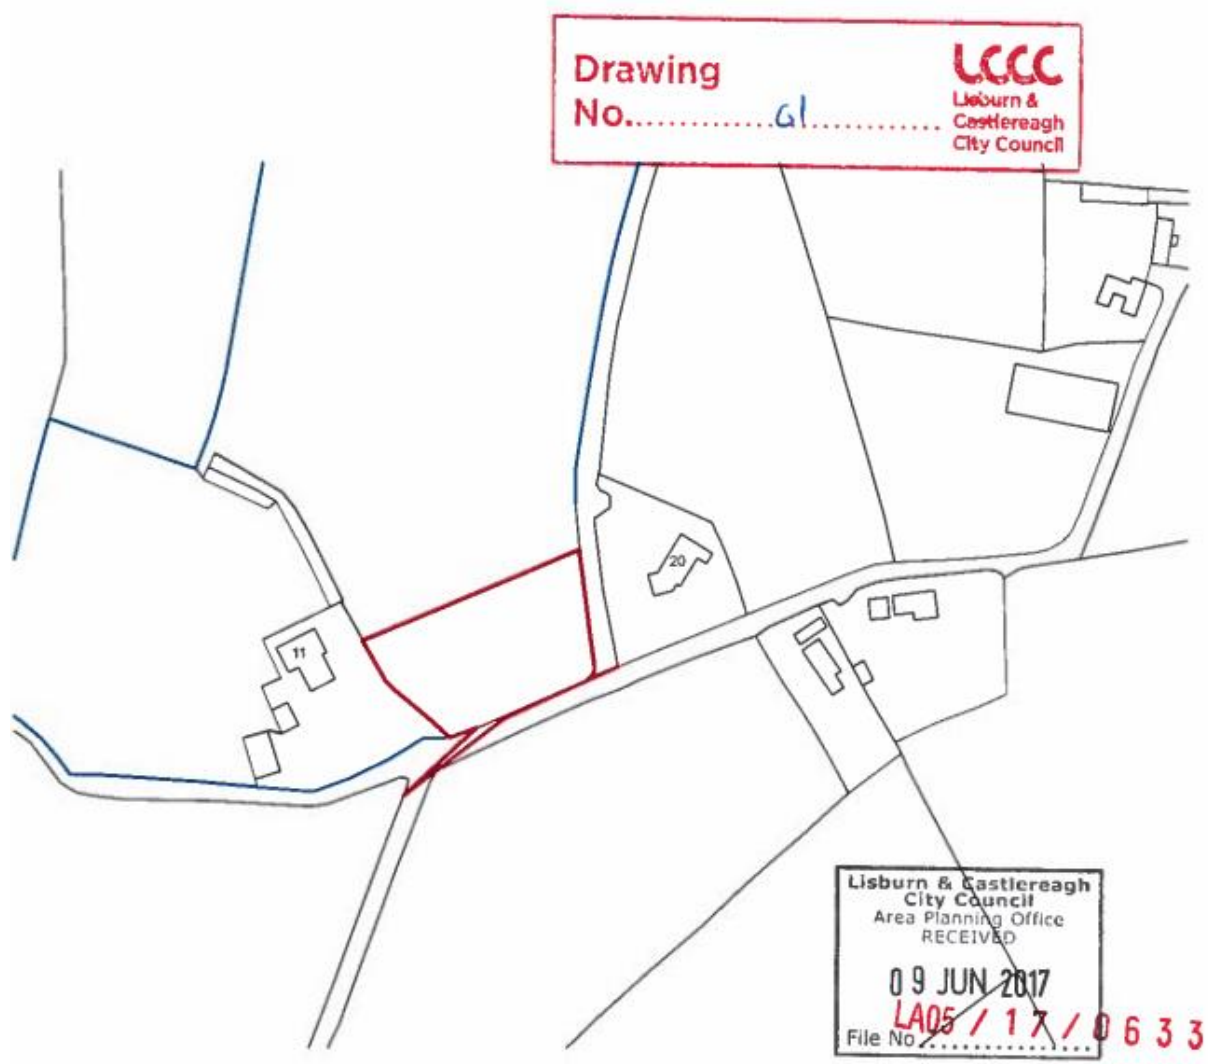 Drawing
No.....................01..................
LCCC
Lisburn &
Castlereagh
City Council
20
11
Lisburn & Castlereagh
City Council
Area Planning Office
RECEIVED
09 JUN 2017
LA05 / 17 / 0633
File No.....................